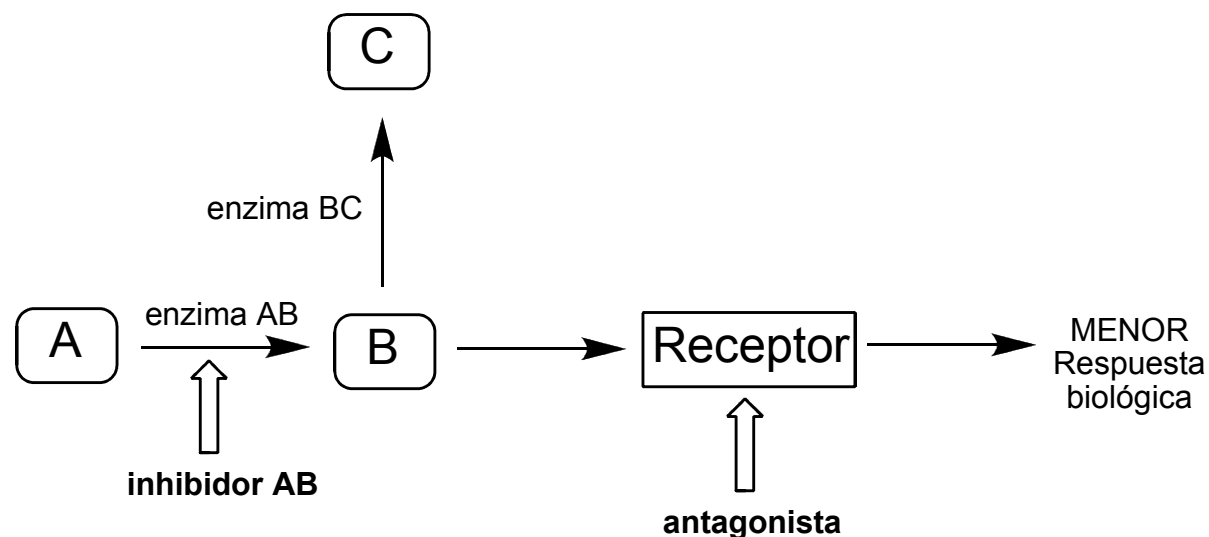 C
enzima BC
enzima AB
A
B
Receptor
MENOR
Respuesta
biológica
inhibidor AB
antagonista